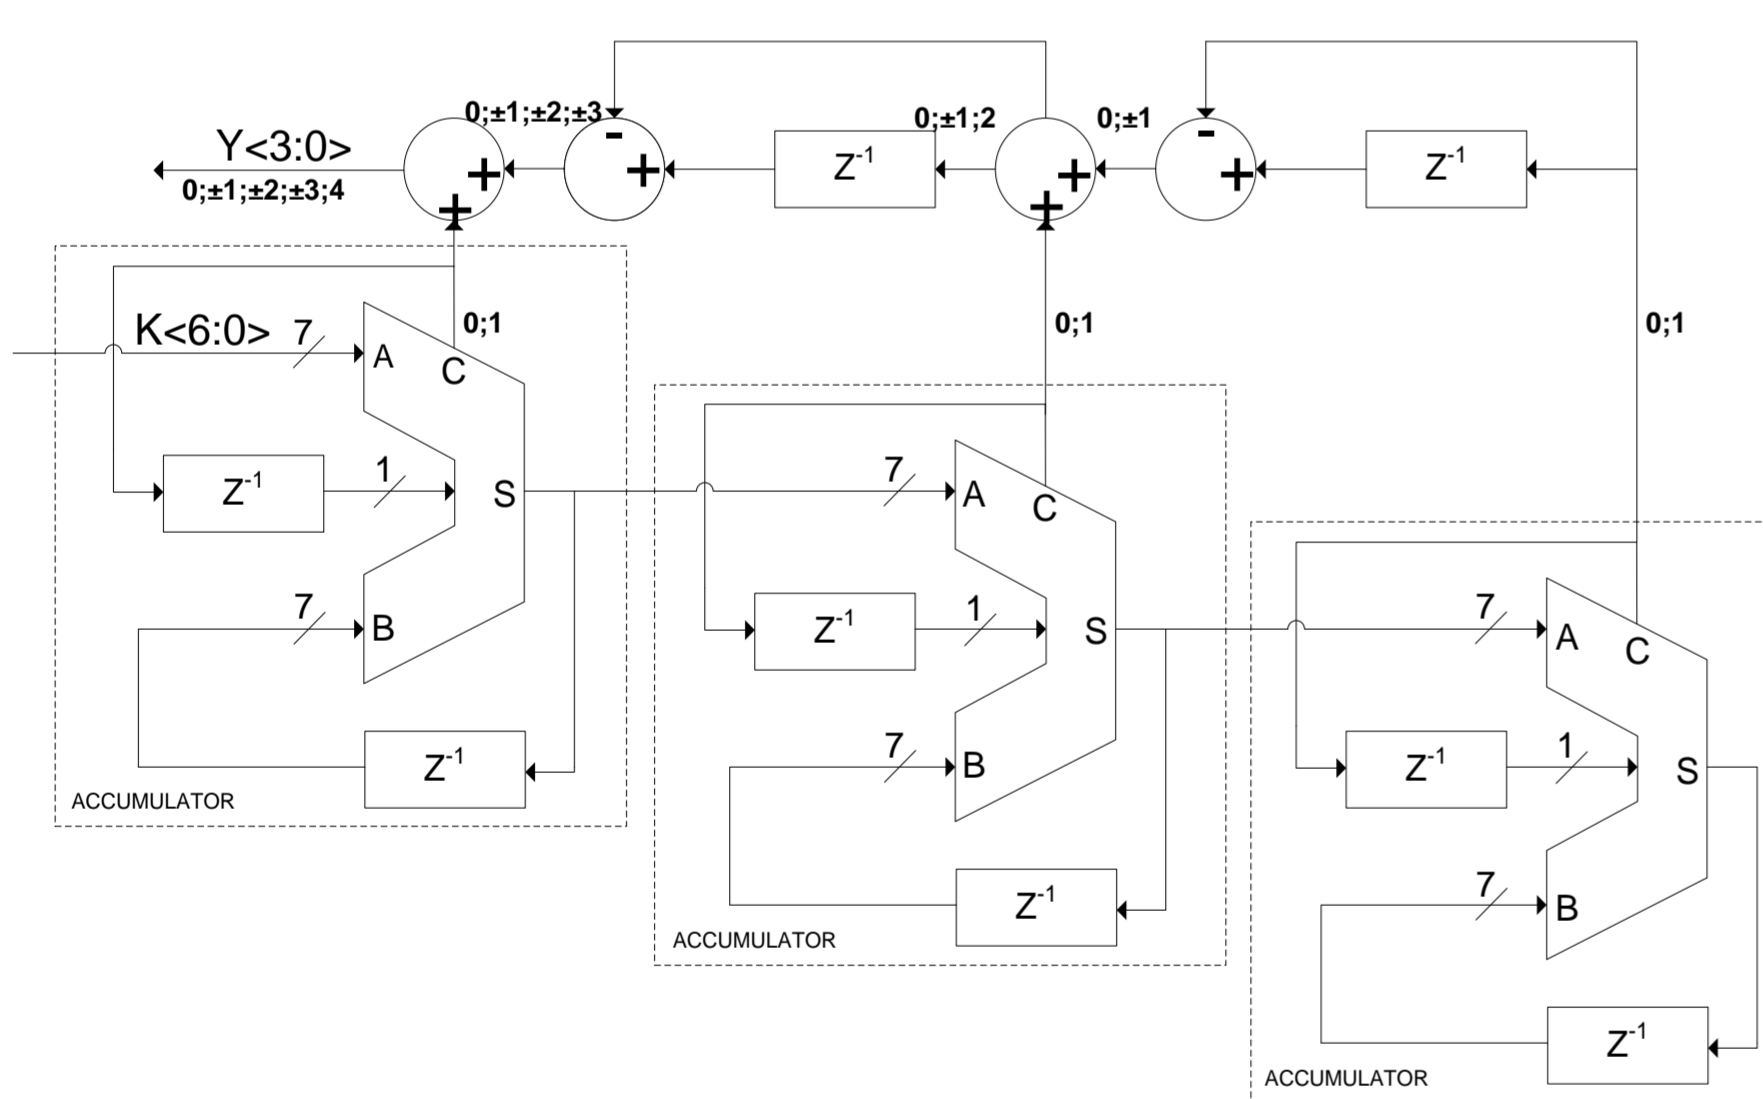 0;±1;±2;±3
0;±1;2
0;±1
Y<3:0>
0;±1;±2;±3;4
+
-
+
Z-1
+
-
+
Z-1
+
+
K<6:0>
7
0;1
0;1
0;1
A
C
Z-1
1
S
7
A
C
7
B
Z-1
1
S
7
A
C
Z-1
7
B
Z-1
1
S
ACCUMULATOR
Z-1
7
B
ACCUMULATOR
Z-1
ACCUMULATOR